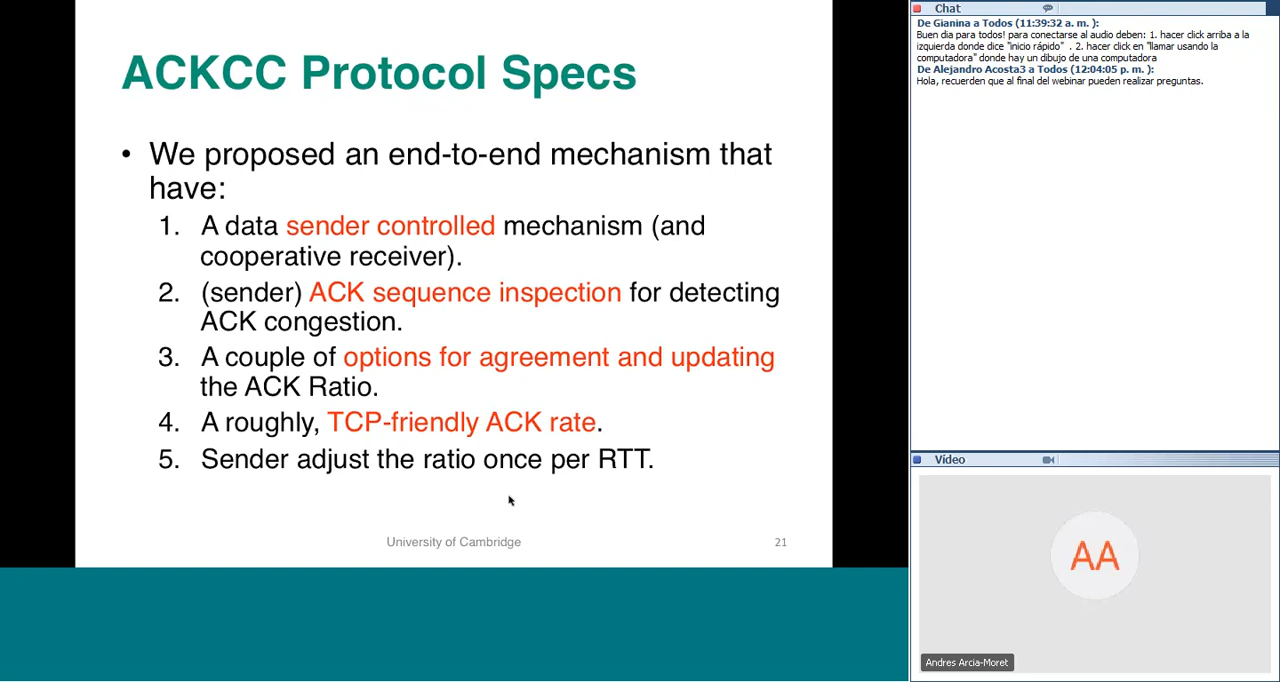 ACKCC Protocol Specs
• We proposed an end-to-end mechanism that
have:
1. A data sender controlled mechanism (and
cooperative receiver).
2. (sender) ACK sequence inspection for detecting
ACK congestion.
3. A couple of options for agreement and updating
the ACK Ratio.
4. A roughly, TCP-friendly ACK rate.
5. Sender adjust the ratio once per RTT.
University of Cambridge
21
Chat
De Gianina a Todos (11:39:32 a. m. ):
Buen dia para todos! para conectarse al audio deben: 1. hacer click arriba a la
izquierda donde dice "inicio rápido" . 2. hacer click en "llamar usando la
computadora" donde hay un dibujo de una computadora
De Alejandro Acosta3 a Todos (12:04:05 p. m. ):
Hola, recuerden que al final del webinar pueden realizar preguntas.
Vídeo
AA
Andres Arcia-Moret